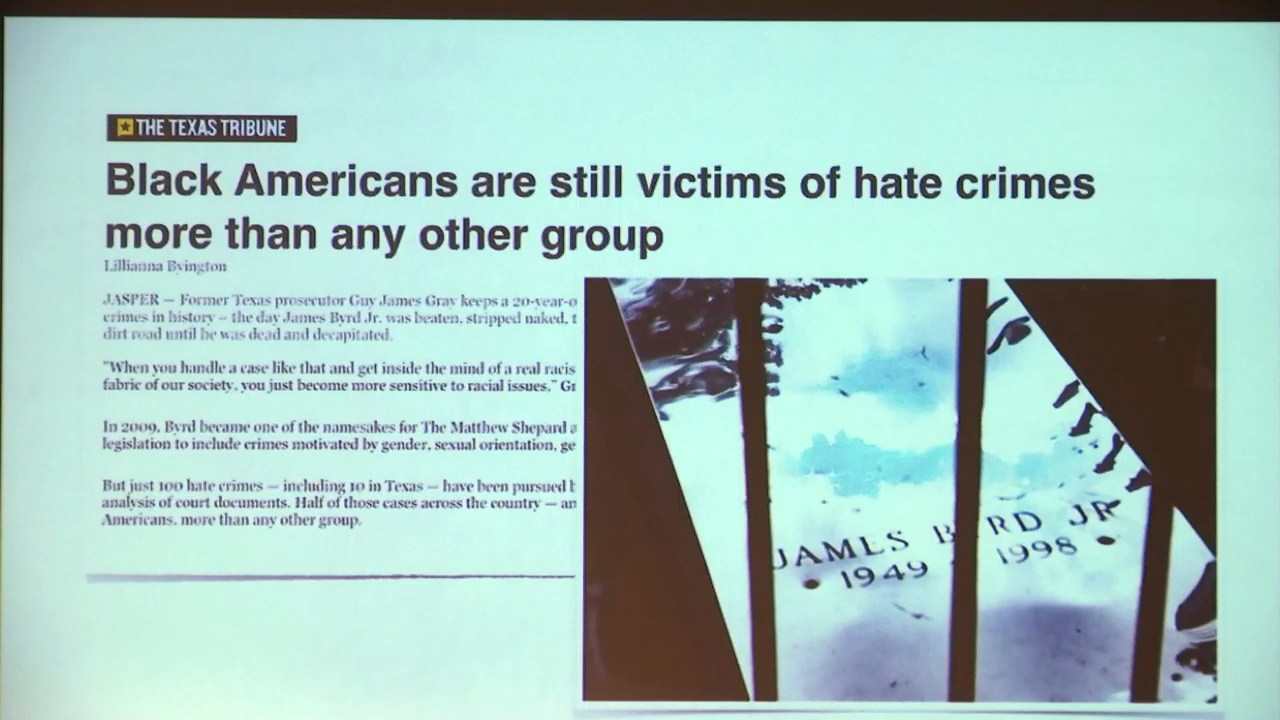 THE TEXAS TRIBUNE
Black Americans are still victims of hate crimes
more than any other group
Lillianna Byington
JASPER — Former Texas prosecutor Guy James Gray keeps a 20-year-o
crimes in history – the day James Byrd Jr. was beaten, stripped naked, t
dirt road until he was dead and decapitated.
"When you handle a case like that and get inside the mind of a real racis
fabric of our society, you just become more sensitive to racial issues," Gr
In 2009, Byrd became one of the namesakes for The Matthew Shepard a
legislation to include crimes motivated by gender, sexual orientation, ge
But just 100 hate crimes — including 10 in Texas — have been pursued b
analysis of court documents. Half of those cases across the country — an
Americans, more than any other group.
JAMES B RD JR
1949 1998